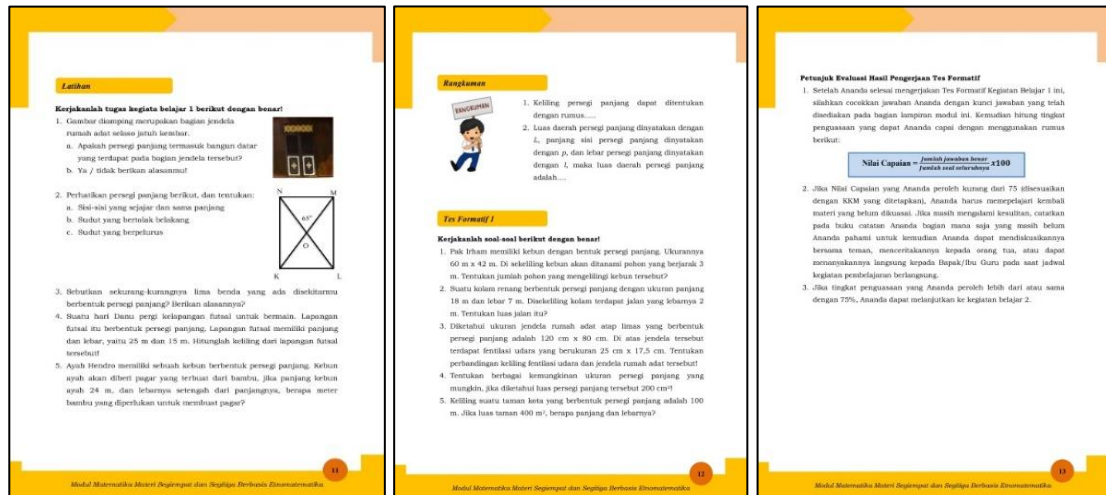 Latihan
Kerjakanlah tugas kegiata belajar 1 berikut dengan benar!
1. Gambar disamping merupakan bagian jendela
rumah adat selaso jatuh kembar.
a. Apakah persegi panjang termasuk bangun datar
yang terdapat pada bagian jendela tersebut?
b. Ya / tidak berikan alasanmu!
2. Perhatikan persegi panjang berikut, dan tentukan:
a. Sisi-sisi yang sejajar dan sama panjang
b. Sudut yang bertolak belakang
c. Sudut yang berpelurus
N
M
65°
O
K
L
3. Sebutkan sekurang-kurangnya lima benda yang ada disekitarmu
berbentuk persegi panjang? Berikan alasannya?
4. Suatu hari Danu pergi kelapangan futsal untuk bermain. Lapangan
futsal itu berbentuk persegi panjang, Lapangan futsal memiliki panjang
dan lebar, yaitu 25 m dan 15 m. Hitunglah keliling dari lapangan futsal
tersebut!
5. Ayah Hendro memiliki sebuah kebun berbentuk persegi panjang. Kebun
ayah akan diberi pagar yang terbuat dari bambu, jika panjang kebun
ayah 24 m, dan lebarnya setengah dari panjangnya, berapa meter
bambu yang diperlukan untuk membuat pagar?
11
Modul Matematika Materi Segiempat dan Segitiga Berbasis Etnomatematika
Rangkuman
RANGKUMAN
1. Keliling persegi panjang dapat ditentukan
dengan rumus.....
2. Luas daerah persegi panjang dinyatakan dengan
L, panjang sisi persegi panjang dinyatakan
dengan p, dan lebar persegi panjang dinyatakan
dengan l, maka luas daerah persegi panjang
adalah....
Tes Formatif 1
Kerjakanlah soal-soal berikut dengan benar!
1. Pak Irham memiliki kebun dengan bentuk persegi panjang. Ukurannya
60 m x 42 m. Di sekeliling kebun akan ditanami pohon yang berjarak 3
m. Tentukan jumlah pohon yang mengelilingi kebun tersebut?
2. Suatu kolam renang berbentuk persegi panjang dengan ukuran panjang
18 m dan lebar 7 m. Disekeliling kolam terdapat jalan yang lebarnya 2
m. Tentukan luas jalan itu?
3. Diketahui ukuran jendela rumah adat atap limas yang berbentuk
persegi panjang adalah 120 cm x 80 cm. Di atas jendela tersebut
terdapat fentilasi udara yang berukuran 25 cm x 17,5 cm. Tentukan
perbandingan keliling fentilasi udara dan jendela rumah adat tersebut!
4. Tentukan berbagai kemungkinan ukuran persegi panjang yang
mungkin, jika diketahui luas persegi panjang tersebut 200 cm²!
5. Keliling suatu taman kota yang berbentuk persegi panjang adalah 100
m. Jika luas taman 400 m², berapa panjang dan lebarnya?
12
Modul Matematika Materi Segiempat dan Segitiga Berbasis Etnomatematika
Petunjuk Evaluasi Hasil Pengerjaan Tes Formatif
1. Setelah Ananda selesai mengerjakan Tes Formatif Kegiatan Belajar 1 ini,
silahkan cocokkan jawaban Ananda dengan kunci jawaban yang telah
disediakan pada bagian lampiran modul ini. Kemudian hitung tingkat
penguasaan yang dapat Ananda capai dengan menggunakan rumus
berikut:
Nilai Capaian = Jumlah jawaban benar / Jumlah soal seluruhnya x100
2. Jika Nilai Capaian yang Ananda peroleh kurang dari 75 (disesuaikan
dengan KKM yang ditetapkan), Ananda harus memepelajari kembali
materi yang belum dikuasai. Jika masih mengalami kesulitan, catatkan
pada buku catatan Ananda bagian mana saja yang masih belum
Ananda pahami untuk kemudian Ananda dapat mendiskusikannya
bersama teman, menceritakannya kepada orang tua, atau dapat
menanyakannya langsung kepada Bapak/Ibu Guru pada saat jadwal
kegiatan pembelajaran berlangsung.
3. Jika tingkat penguasaan yang Ananda peroleh lebih dari atau sama
dengan 75%, Ananda dapat melanjutkan ke kegiatan belajar 2.
13
Modul Matematika Materi Segiempat dan Segitiga Berbasis Etnomatematika